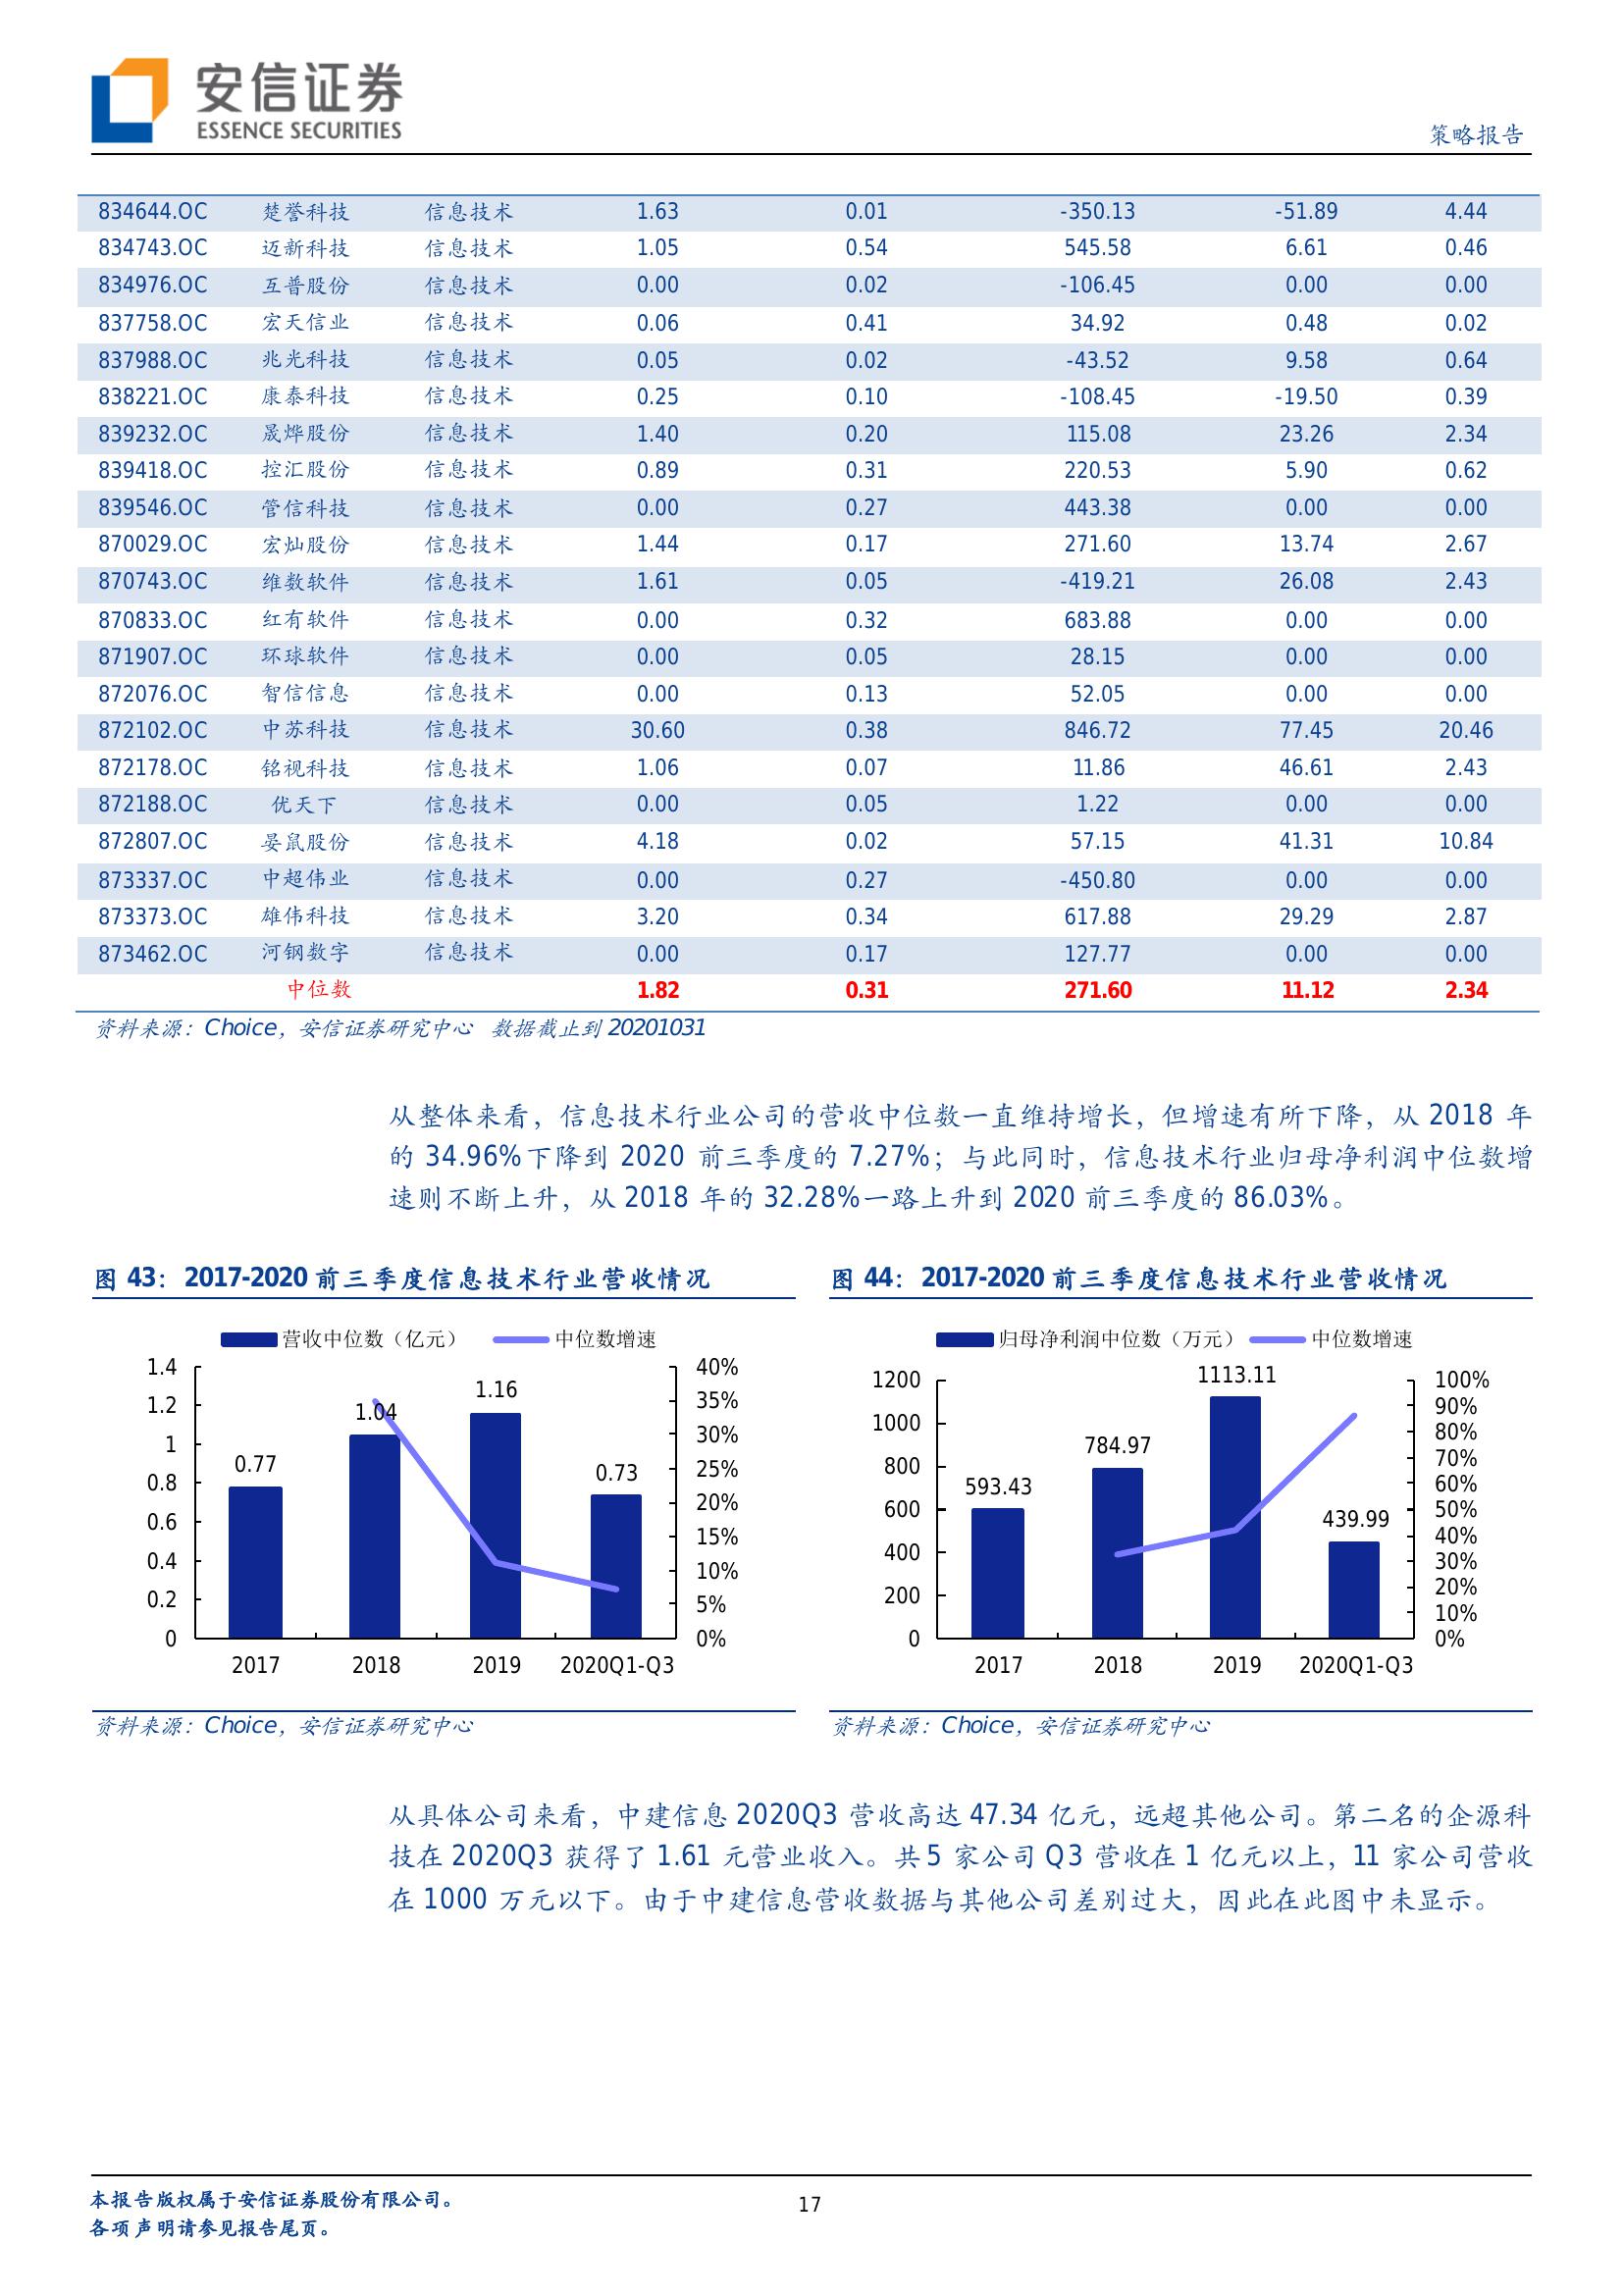 安信证券
ESSENCE SECURITIES
策略报告
834644.OC 楚誉科技 信息技术 1.63 0.01 -350.13 -51.89 4.44
834743.OC 迈新科技 信息技术 1.05 0.54 545.58 6.61 0.46
834976.OC 互普股份 信息技术 0.00 0.02 -106.45 0.00 0.00
837758.OC 宏天信业 信息技术 0.06 0.41 34.92 0.48 0.02
837988.OC 兆光科技 信息技术 0.05 0.02 -43.52 9.58 0.64
838221.OC 康泰科技 信息技术 0.25 0.10 -108.45 -19.50 0.39
839232.OC 晟烨股份 信息技术 1.40 0.20 115.08 23.26 2.34
839418.OC 控汇股份 信息技术 0.89 0.31 220.53 5.90 0.62
839546.OC 管信科技 信息技术 0.00 0.27 443.38 0.00 0.00
870029.OC 宏灿股份 信息技术 1.44 0.17 271.60 13.74 2.67
870743.OC 维数软件 信息技术 1.61 0.05 -419.21 26.08 2.43
870833.OC 红有软件 信息技术 0.00 0.32 683.88 0.00 0.00
871907.OC 环球软件 信息技术 0.00 0.05 28.15 0.00 0.00
872076.OC 智信信息 信息技术 0.00 0.13 52.05 0.00 0.00
872102.OC 中苏科技 信息技术 30.60 0.38 846.72 77.45 20.46
872178.OC 铭视科技 信息技术 1.06 0.07 11.86 46.61 2.43
872188.OC 优天下 信息技术 0.00 0.05 1.22 0.00 0.00
872807.OC 晏鼠股份 信息技术 4.18 0.02 57.15 41.31 10.84
873337.OC 中超伟业 信息技术 0.00 0.27 -450.80 0.00 0.00
873373.OC 雄伟科技 信息技术 3.20 0.34 617.88 29.29 2.87
873462.OC 河钢数字 信息技术 0.00 0.17 127.77 0.00 0.00
中位数 1.82 0.31 271.60 11.12 2.34
资料来源：Choice，安信证券研究中心 数据截止到 20201031
从整体来看，信息技术行业公司的营收中位数一直维持增长，但增速有所下降，从 2018 年
的 34.96%下降到 2020 前三季度的 7.27%；与此同时，信息技术行业归母净利润中位数增
速则不断上升，从 2018 年的 32.28%一路上升到 2020 前三季度的 86.03%。
图 43：2017-2020 前三季度信息技术行业营收情况
营收中位数（亿元） 中位数增速
1.4
1.2
1
0.8
0.6
0.4
0.2
0
0.77
1.04
1.16
0.73
40%
35%
30%
25%
20%
15%
10%
5%
0%
2017 2018 2019 2020Q1-Q3
资料来源：Choice，安信证券研究中心
图 44：2017-2020 前三季度信息技术行业营收情况
归母净利润中位数（万元） 中位数增速
1200
1000
800
600
400
200
0
593.43
784.97
1113.11
439.99
100%
90%
80%
70%
60%
50%
40%
30%
20%
10%
0%
2017 2018 2019 2020Q1-Q3
资料来源：Choice，安信证券研究中心
从具体公司来看，中建信息 2020Q3 营收高达 47.34 亿元，远超其他公司。第二名的企源科
技在 2020Q3 获得了 1.61 元营业收入。共 5 家公司 Q3 营收在 1 亿元以上，11 家公司营收
在 1000 万元以下。由于中建信息营收数据与其他公司差别过大，因此在此图中未显示。
本报告版权属于安信证券股份有限公司。
各项声明请参见报告尾页。
17